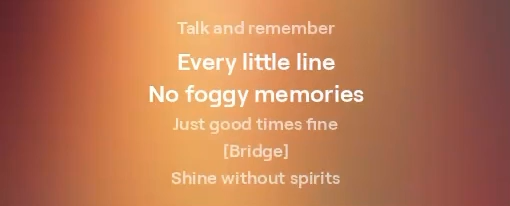 Talk and remember
Every little line
No foggy memories
Just good times fine
[Bridge]
Shine without spirits